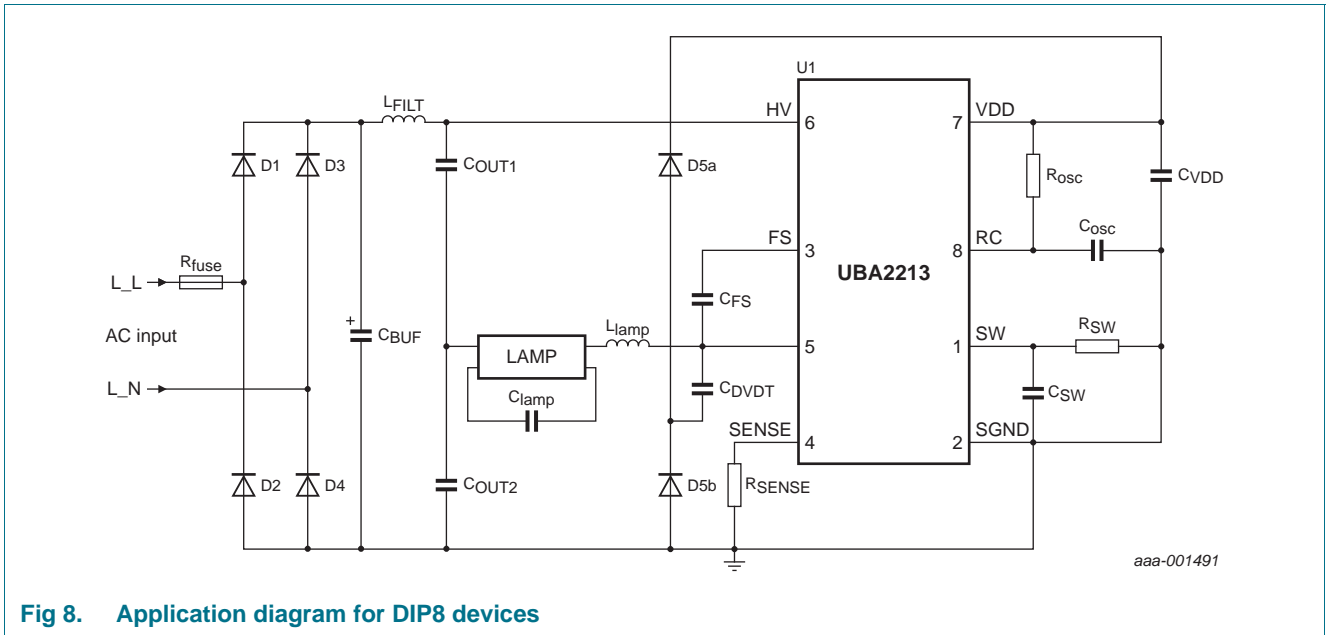 U1
LFILT
HV
6
7
VDD
D1
D3
COUT1
D5a
Rosc
CVDD
FS
3
8
RC
Cosc
UBA2213
Rfuse
L_L
CFS
AC input
+
CBUF
Llamp
LAMP
5
1
SW
RSW
L_N
Clamp
CDVDT
CSW
SENSE
4
2
SGND
D2
D4
COUT2
D5b
RSENSE
aaa-001491
Fig 8. Application diagram for DIP8 devices